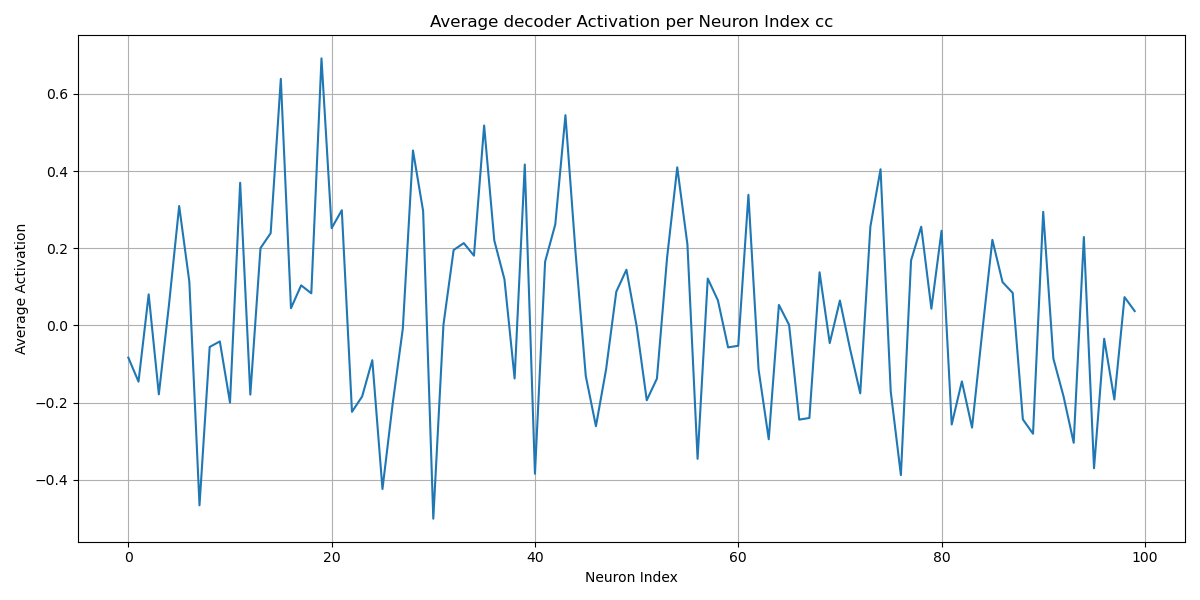 Average decoder Activation per Neuron Index cc
Average Activation
0.6
0.4
0.2
0.0
−0.2
−0.4
0 20 40 60 80 100
Neuron Index